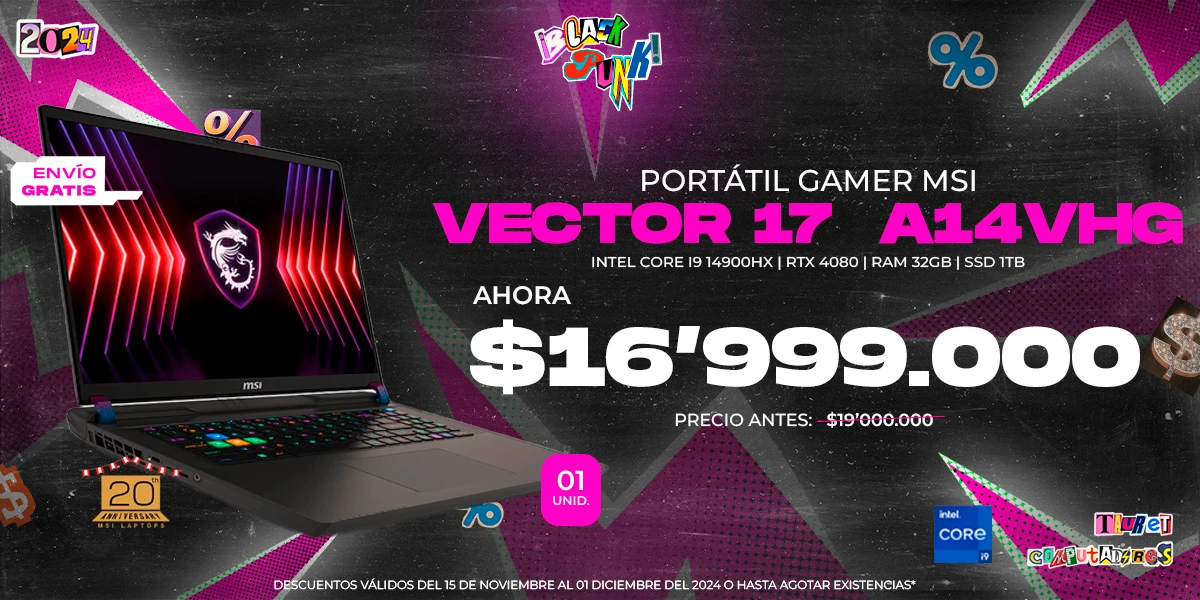 2024
¡BLACK
PUNK!
%
%
ENVÍO
GRATIS
PORTÁTIL GAMER MSI
VECTOR 17 A14VHG
INTEL CORE I9 14900HX | RTX 4080 | RAM 32GB | SSD 1TB
AHORA
$16'999.000
PRECIO ANTES: $19'000.000
msi
$
$
20th
ANNIVERSARY
MSI LAPTOPS
01
UNID.
%
intel.
CORE
i9
TAURET
COMPUTADORES
DESCUENTOS VÁLIDOS DEL 15 DE NOVIEMBRE AL 01 DICIEMBRE DEL 2024 O HASTA AGOTAR EXISTENCIAS*